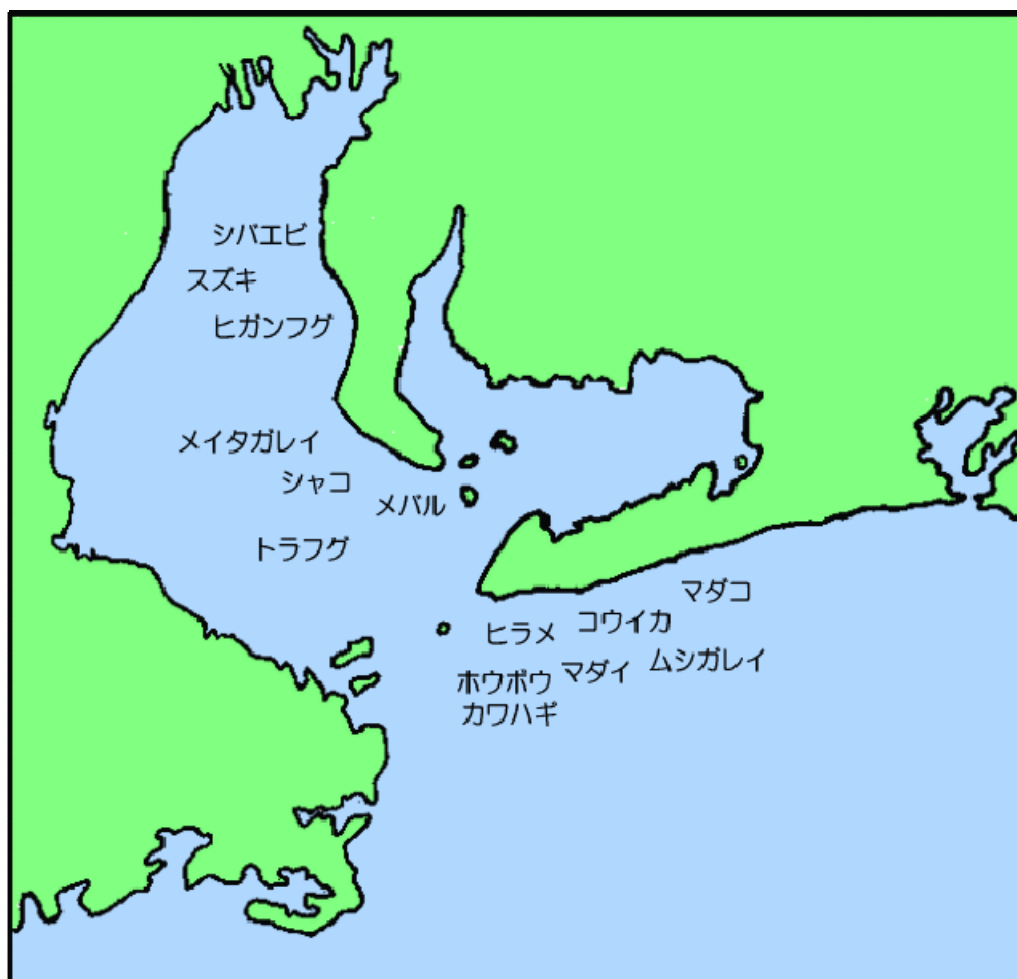 シバエビ
スズキ
ヒガンフグ
メイタガレイ
シャコ
メバル
トラフグ
マダコ
コウイカ
ヒラメ
ムシガレイ
マダイ
ホウボウ
カワハギ